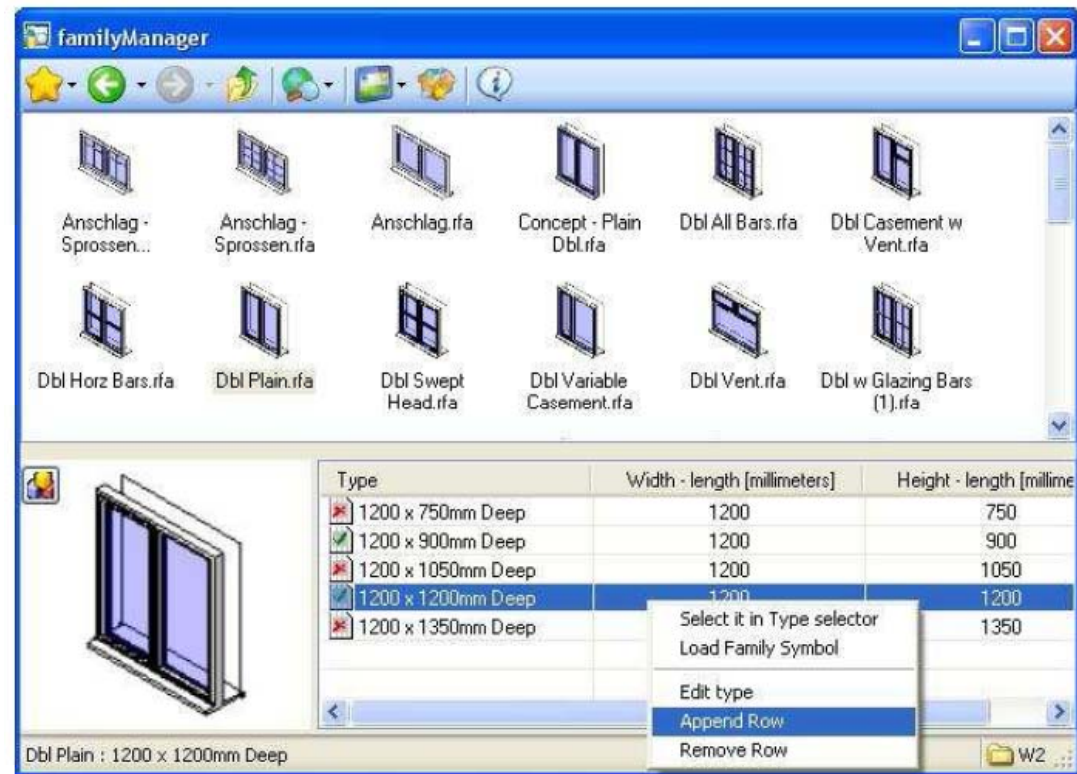 familyManager
Anschlag - Sprossen...
Anschlag - Sprossen.rfa
Anschlag.rfa
Concept - Plain Dbl.rfa
Dbl All Bars.rfa
Dbl Casement w Vent.rfa
Dbl Horz Bars.rfa
Dbl Plain.rfa
Dbl Swept Head.rfa
Dbl Variable Casement.rfa
Dbl Vent.rfa
Dbl w Glazing Bars (1).rfa
Type Width - length [millimeters] Height - length [millime
1200 x 750mm Deep 1200 750
1200 x 900mm Deep 1200 900
1200 x 1050mm Deep 1200 1050
1200 x 1200mm Deep 1200 1200
1200 x 1350mm Deep 1350
Select it in Type selector
Load Family Symbol
Edit type
Append Row
Remove Row
Dbl Plain : 1200 x 1200mm Deep
W2